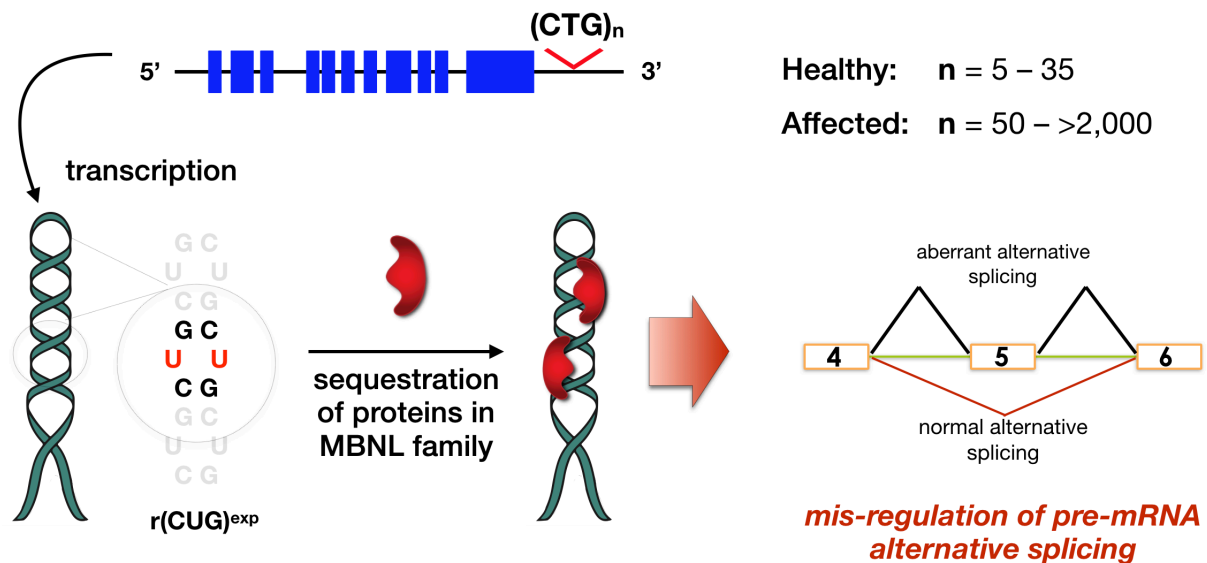 (CTG)n
5’
3’
Healthy: n = 5 – 35
Affected: n = 50 – >2,000
transcription
G C
U U
C G
G C
U U
C G
G C
U U
C G
r(CUG)exp
sequestration
of proteins in
MBNL family
aberrant alternative
splicing
4 5 6
normal alternative
splicing
mis-regulation of pre-mRNA
alternative splicing